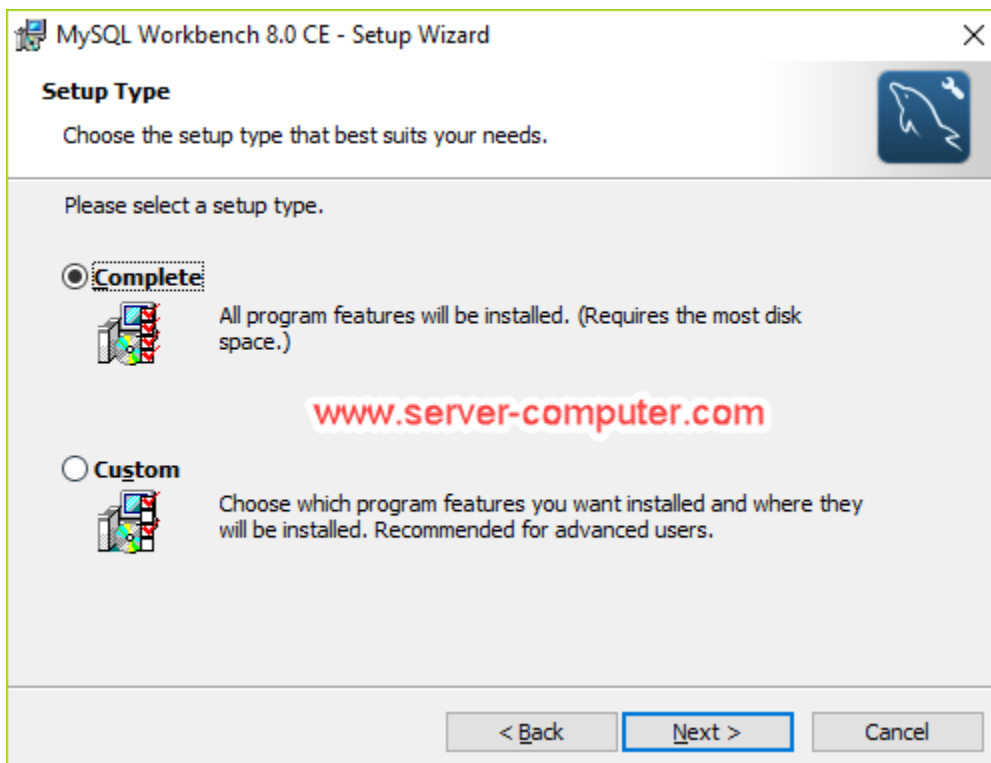 MySQL Workbench 8.0 CE - Setup Wizard
Setup Type
Choose the setup type that best suits your needs.
Please select a setup type.
Complete
All program features will be installed. (Requires the most disk
space.)
www.server-computer.com
Custom
Choose which program features you want installed and where they
will be installed. Recommended for advanced users.
< Back
Next >
Cancel